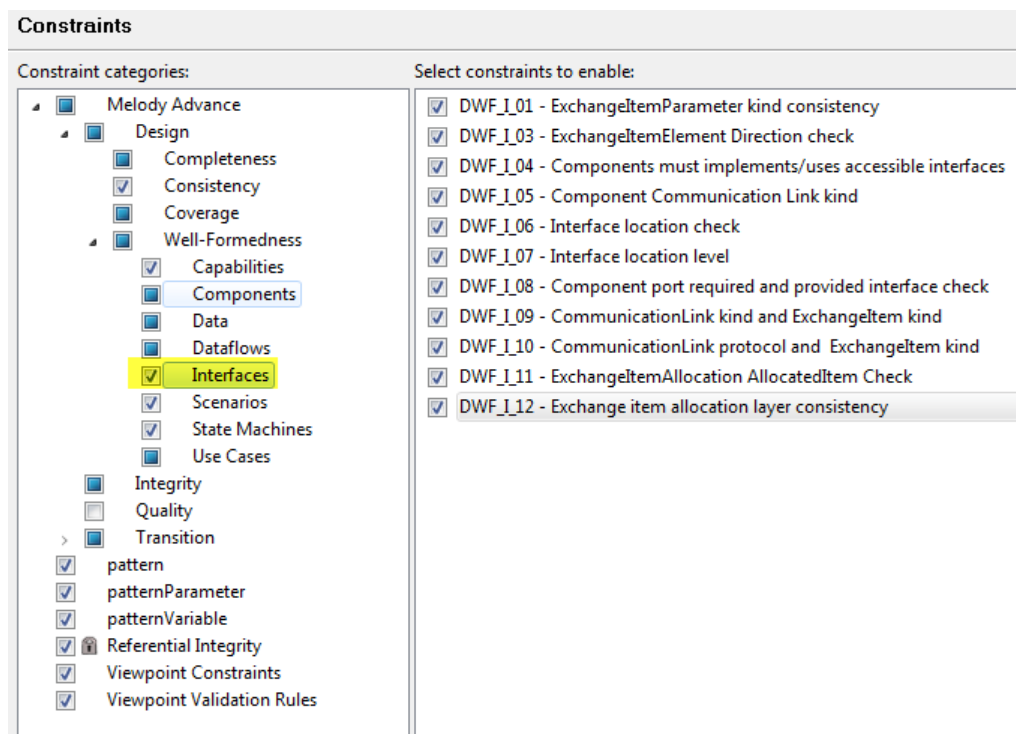 Constraints
Constraint categories:
Melody Advance
Design
Completeness
Consistency
Coverage
Well-Formedness
Capabilities
Components
Data
Dataflows
Interfaces
Scenarios
State Machines
Use Cases
Integrity
Quality
Transition
pattern
patternParameter
patternVariable
Referential Integrity
Viewpoint Constraints
Viewpoint Validation Rules
Select constraints to enable:
DWF_I_01 - ExchangeItemParameter kind consistency
DWF_I_03 - ExchangeItemElement Direction check
DWF_I_04 - Components must implements/uses accessible interfaces
DWF_I_05 - Component Communication Link kind
DWF_I_06 - Interface location check
DWF_I_07 - Interface location level
DWF_I_08 - Component port required and provided interface check
DWF_I_09 - CommunicationLink kind and ExchangeItem kind
DWF_I_10 - CommunicationLink protocol and  ExchangeItem kind
DWF_I_11 - ExchangeItemAllocation AllocatedItem Check
DWF_I_12 - Exchange item allocation layer consistency